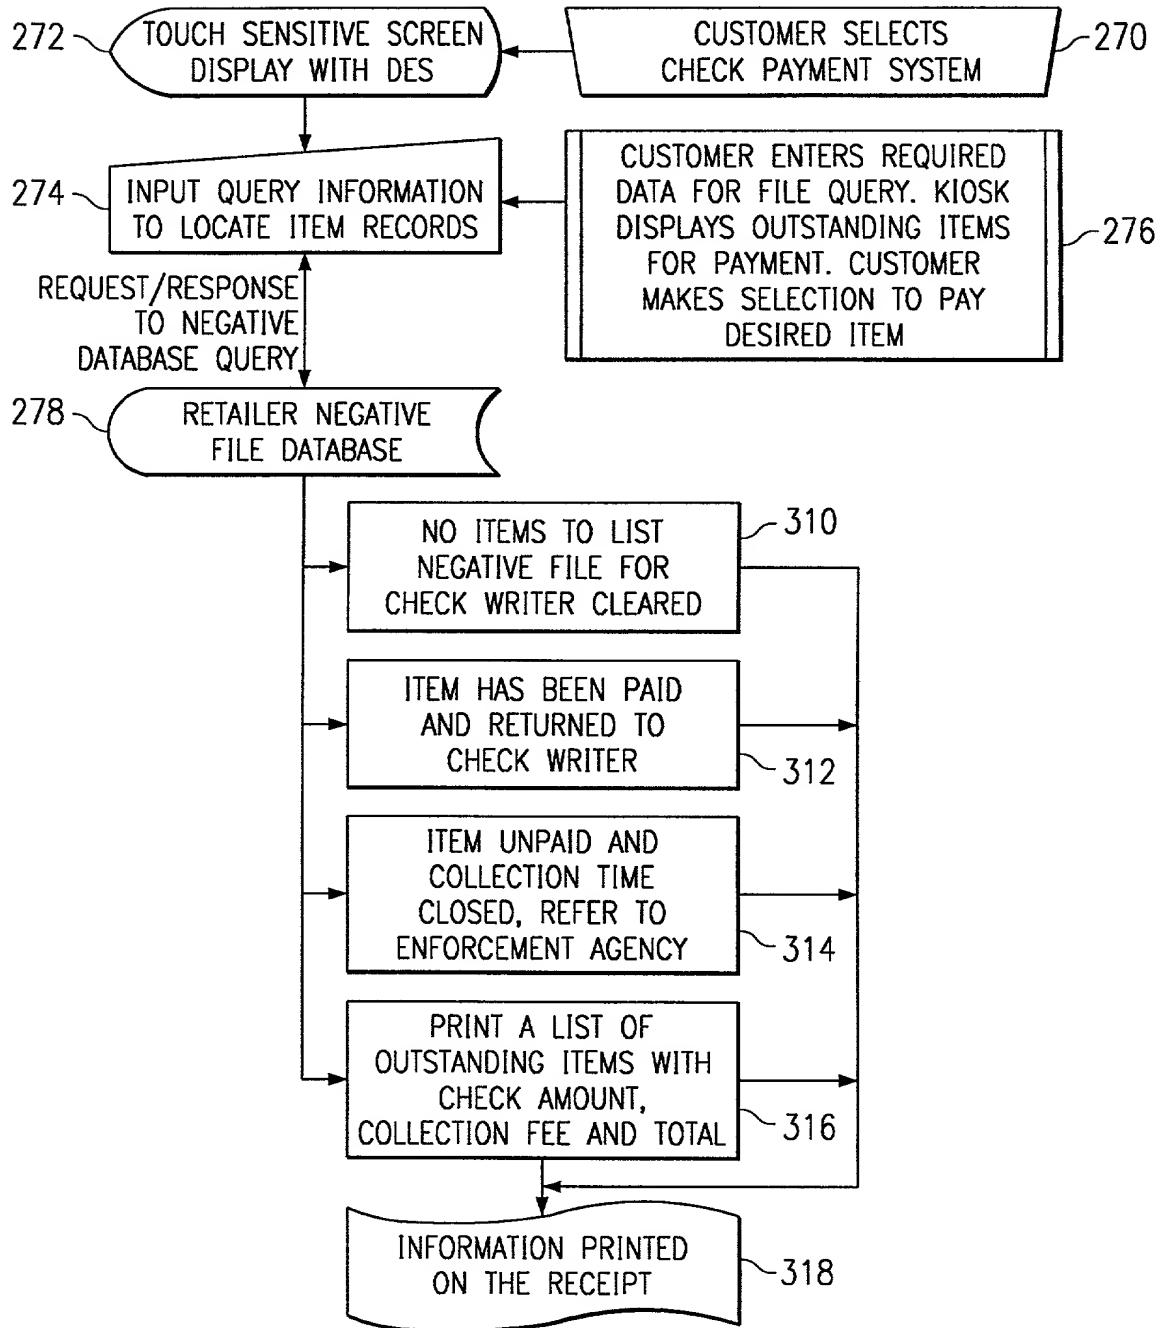 272
TOUCH SENSITIVE SCREEN
DISPLAY WITH DES
CUSTOMER SELECTS
CHECK PAYMENT SYSTEM
270
274
INPUT QUERY INFORMATION
TO LOCATE ITEM RECORDS
CUSTOMER ENTERS REQUIRED
DATA FOR FILE QUERY. KIOSK
DISPLAYS OUTSTANDING ITEMS
FOR PAYMENT. CUSTOMER
MAKES SELECTION TO PAY
DESIRED ITEM
276
REQUEST/RESPONSE
TO NEGATIVE
DATABASE QUERY
278
RETAILER NEGATIVE
FILE DATABASE
NO ITEMS TO LIST
NEGATIVE FILE FOR
CHECK WRITER CLEARED
310
ITEM HAS BEEN PAID
AND RETURNED TO
CHECK WRITER
312
ITEM UNPAID AND
COLLECTION TIME
CLOSED, REFER TO
ENFORCEMENT AGENCY
314
PRINT A LIST OF
OUTSTANDING ITEMS WITH
CHECK AMOUNT,
COLLECTION FEE AND TOTAL
316
INFORMATION PRINTED
ON THE RECEIPT
318